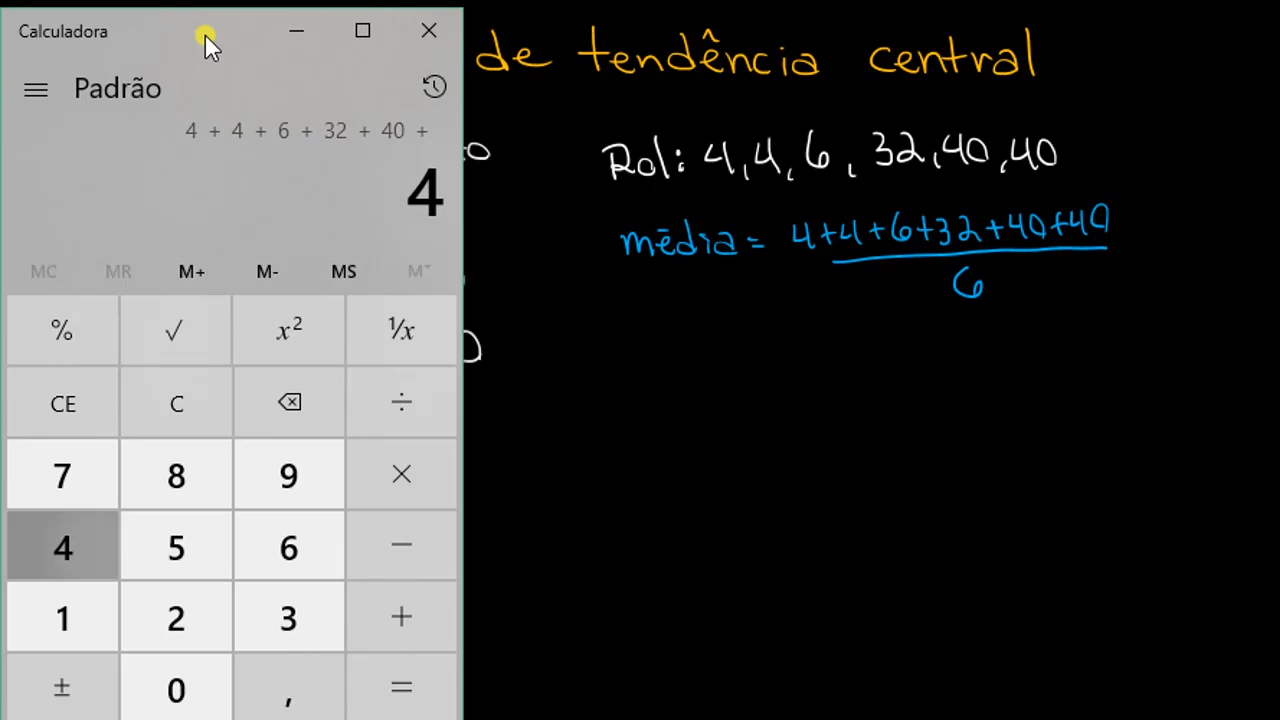 Calculadora
Padrão
4 + 4 + 6 + 32 + 40 +
4
MC MR M+ M- MS M˅
% √ x² ¹/x
CE C ÷
7 8 9 ×
4 5 6 −
1 2 3 +
± 0 , =
de tendência central
Rol: 4,4,6,32,40,40
média = 4+4+6+32+40+40
6